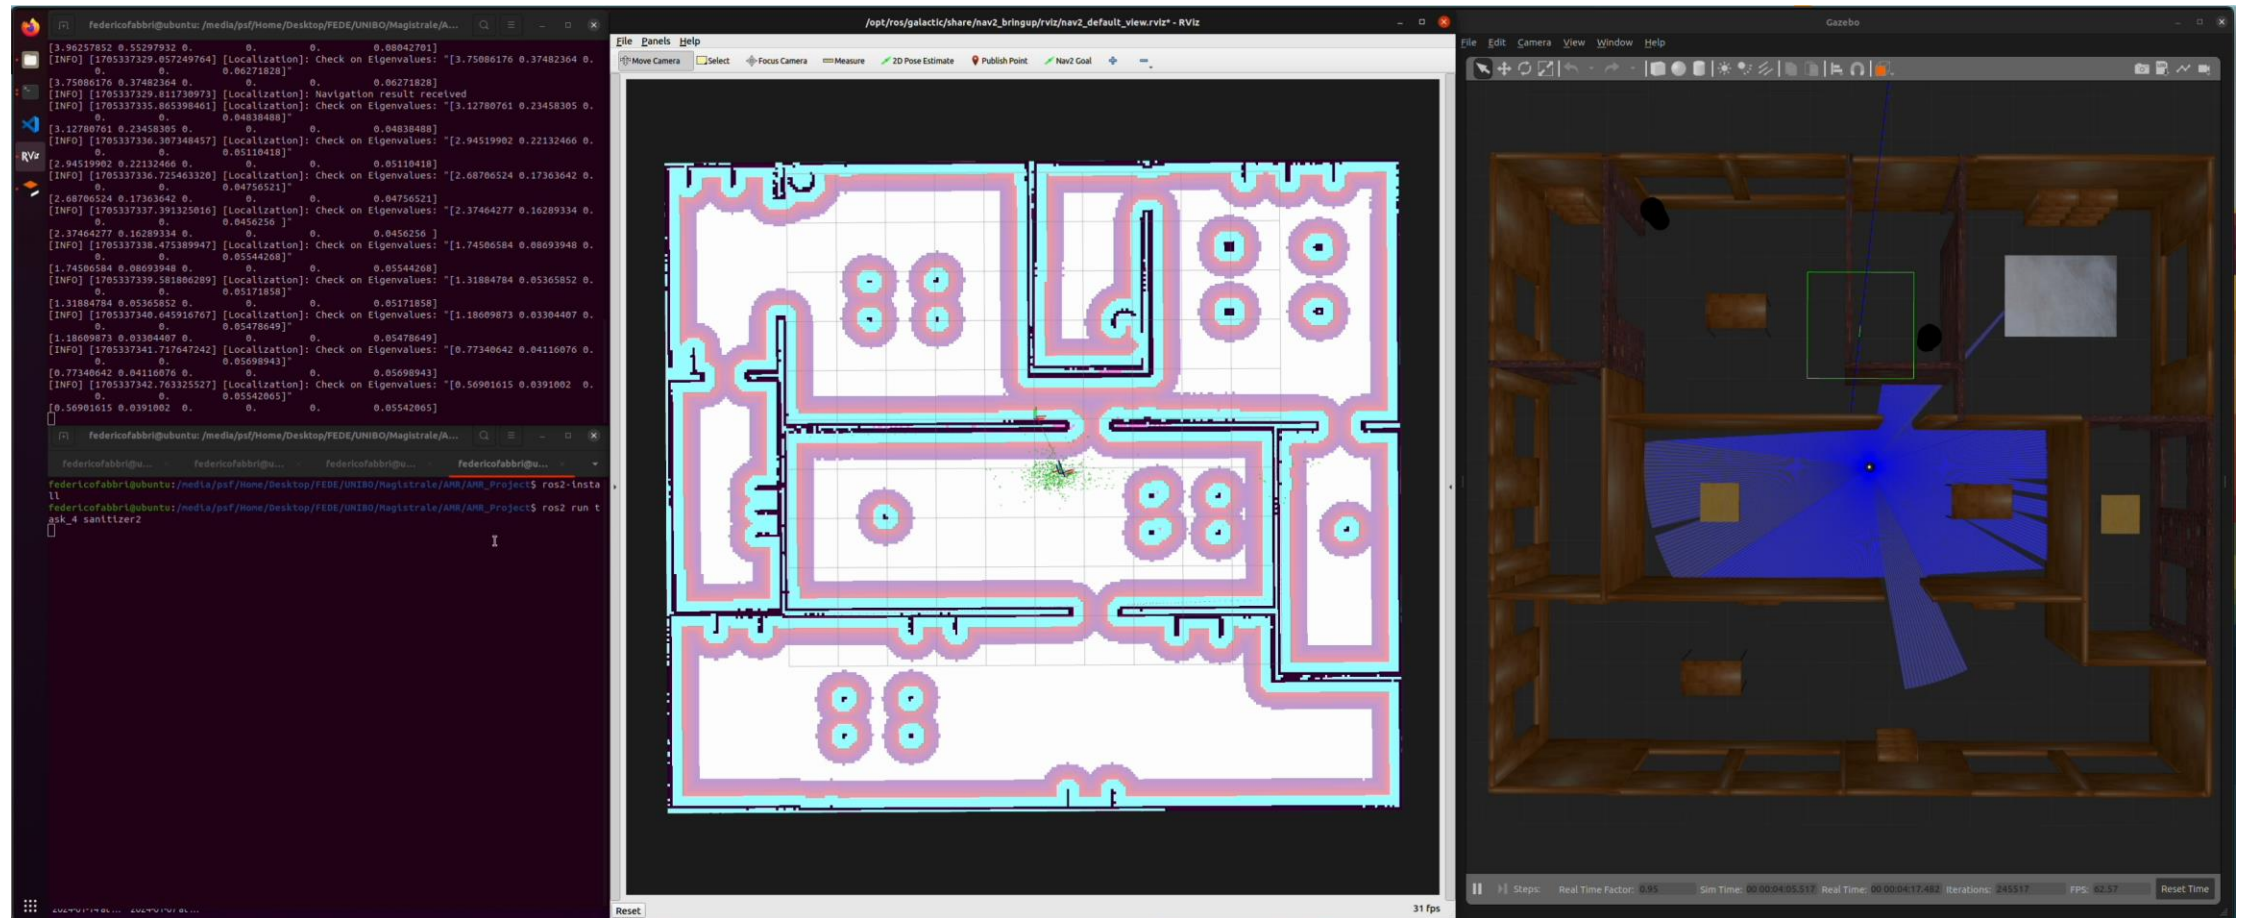 federicofabbri@ubuntu: /media/psf/Home/Desktop/FEDE/UNIBO/Magistrale/A...
[3.96257852 0.55297932 0. 0. 0. 0.08042701]
[INFO] [1705337329.057249764] [Localization]: Check on Eigenvalues: "[3.75086176 0.37482364 0.
0. 0. 0.06271828]"
[3.75086176 0.37482364 0. 0. 0. 0.06271828]
[INFO] [1705337329.811730973] [Localization]: Navigation result received
[INFO] [1705337335.865398461] [Localization]: Check on Eigenvalues: "[3.12780761 0.23458305 0.
0. 0. 0.04838488]"
[3.12780761 0.23458305 0. 0. 0. 0.04838488]
[INFO] [1705337336.307348457] [Localization]: Check on Eigenvalues: "[2.94519902 0.22132466 0.
0. 0. 0.05110418]"
[2.94519902 0.22132466 0. 0. 0. 0.05110418]
[INFO] [1705337336.725463320] [Localization]: Check on Eigenvalues: "[2.68706524 0.17363642 0.
0. 0. 0.04756521]"
[2.68706524 0.17363642 0. 0. 0. 0.04756521]
[INFO] [1705337337.391325016] [Localization]: Check on Eigenvalues: "[2.37464277 0.16289334 0.
0. 0. 0.0456256 ]"
[2.37464277 0.16289334 0. 0. 0. 0.0456256 ]
[INFO] [1705337338.475389947] [Localization]: Check on Eigenvalues: "[1.74506584 0.08693948 0.
0. 0. 0.05544268]"
[1.74506584 0.08693948 0. 0. 0. 0.05544268]
[INFO] [1705337339.581806289] [Localization]: Check on Eigenvalues: "[1.31884784 0.05365852 0.
0. 0. 0.05171858]"
[1.31884784 0.05365852 0. 0. 0. 0.05171858]
[INFO] [1705337340.645916767] [Localization]: Check on Eigenvalues: "[1.18609873 0.03304407 0.
0. 0. 0.05478649]"
[1.18609873 0.03304407 0. 0. 0. 0.05478649]
[INFO] [1705337341.717647242] [Localization]: Check on Eigenvalues: "[0.77340642 0.04116076 0.
0. 0. 0.05698943]"
[0.77340642 0.04116076 0. 0. 0. 0.05698943]
[INFO] [1705337342.763325527] [Localization]: Check on Eigenvalues: "[0.56901615 0.0391002 0.
0. 0. 0.05542065]"
[0.56901615 0.0391002 0. 0. 0. 0.05542065]
federicofabbri@ubuntu: /media/psf/Home/Desktop/FEDE/UNIBO/Magistrale/A...
federicofabbri@u... federicofabbri@u... federicofabbri@u... federicofabbri@u...
federicofabbri@ubuntu:/media/psf/Home/Desktop/FEDE/UNIBO/Magistrale/AMR/AMR_Project$ ros2-insta
ll
federicofabbri@ubuntu:/media/psf/Home/Desktop/FEDE/UNIBO/Magistrale/AMR/AMR_Project$ ros2 run t
ask_4 sanitizer2
RViz
/opt/ros/galactic/share/nav2_bringup/rviz/nav2_default_view.rviz* - RViz
File Panels Help
Move Camera Select Focus Camera Measure 2D Pose Estimate Publish Point Nav2 Goal
Reset 31 fps
Gazebo
File Edit Camera View Window Help
Steps: Real Time Factor: 0.95 Sim Time: 00 00:04:05.517 Real Time: 00 00:04:17.482 Iterations: 245517 FPS: 62.57 Reset Time